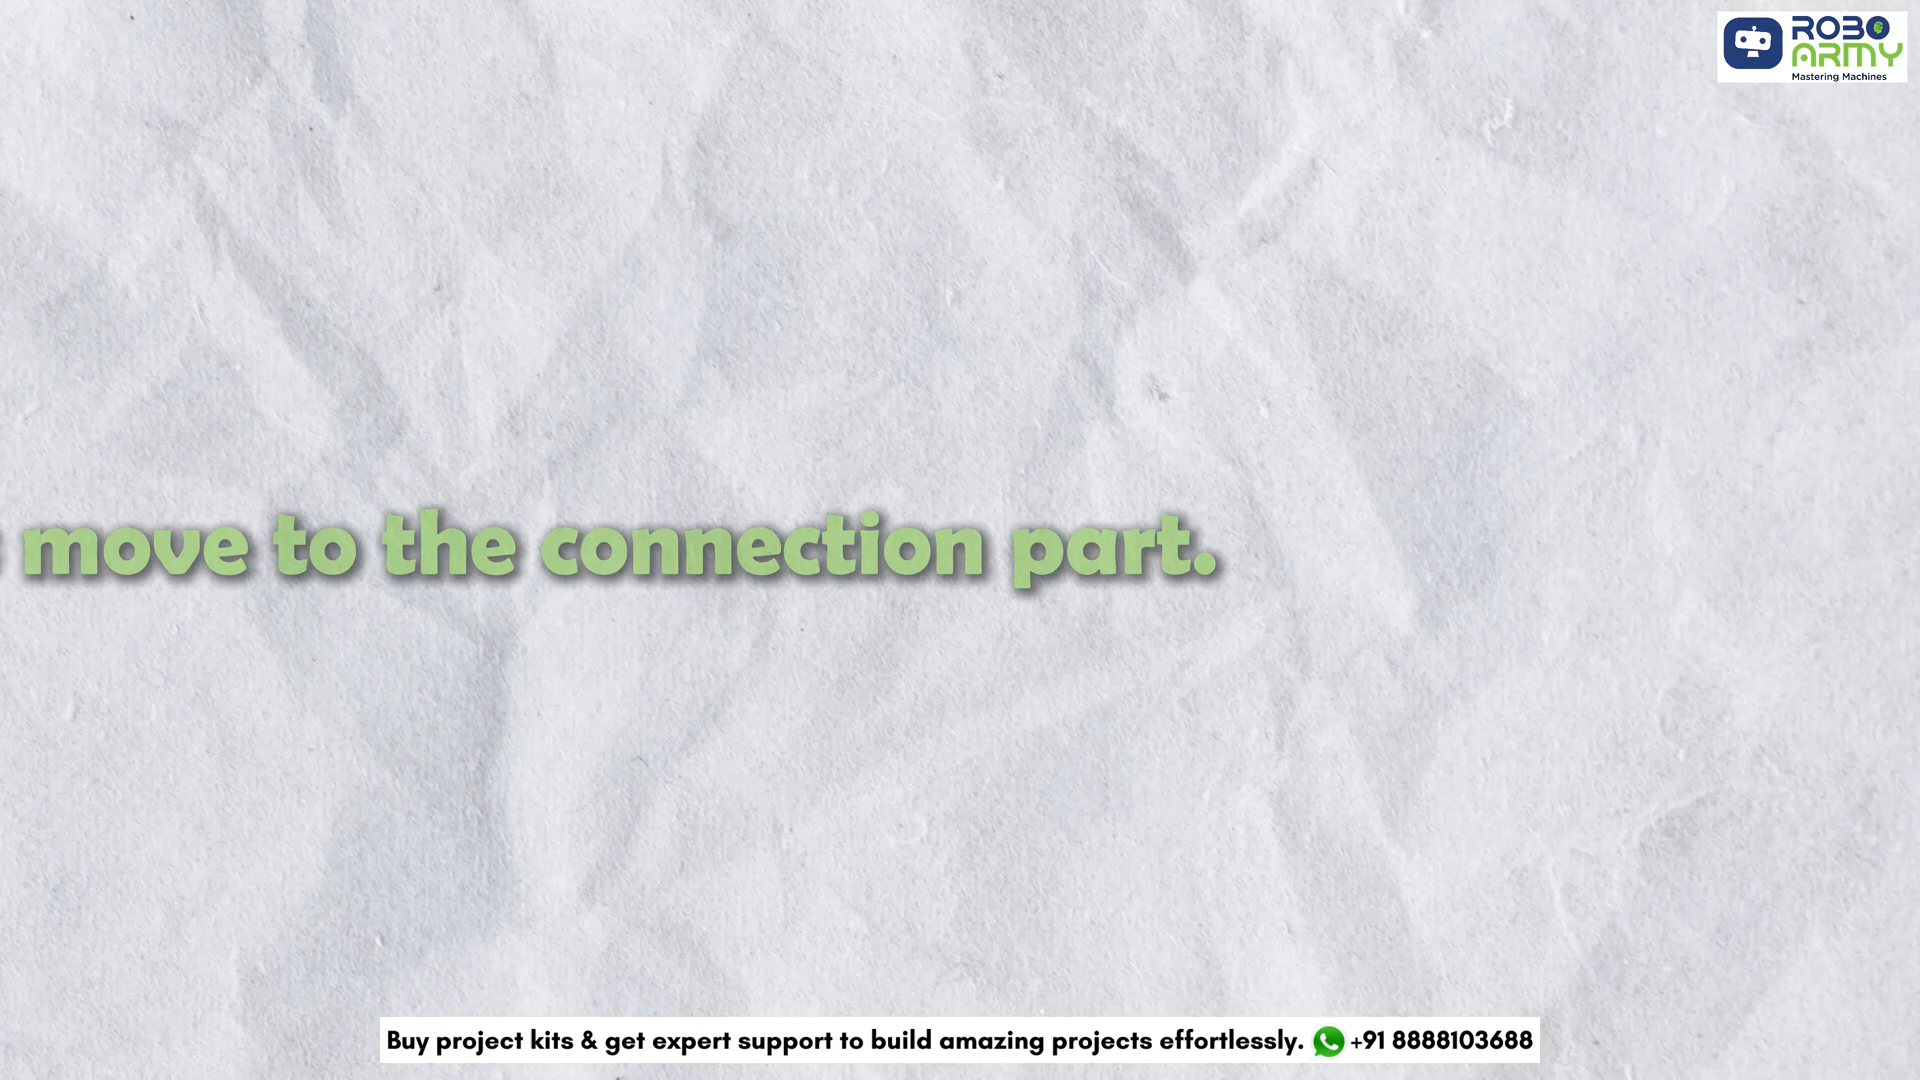 ROBO
ARMY
Mastering Machines
move to the connection part.
Buy project kits & get expert support to build amazing projects effortlessly. +91 8888103688